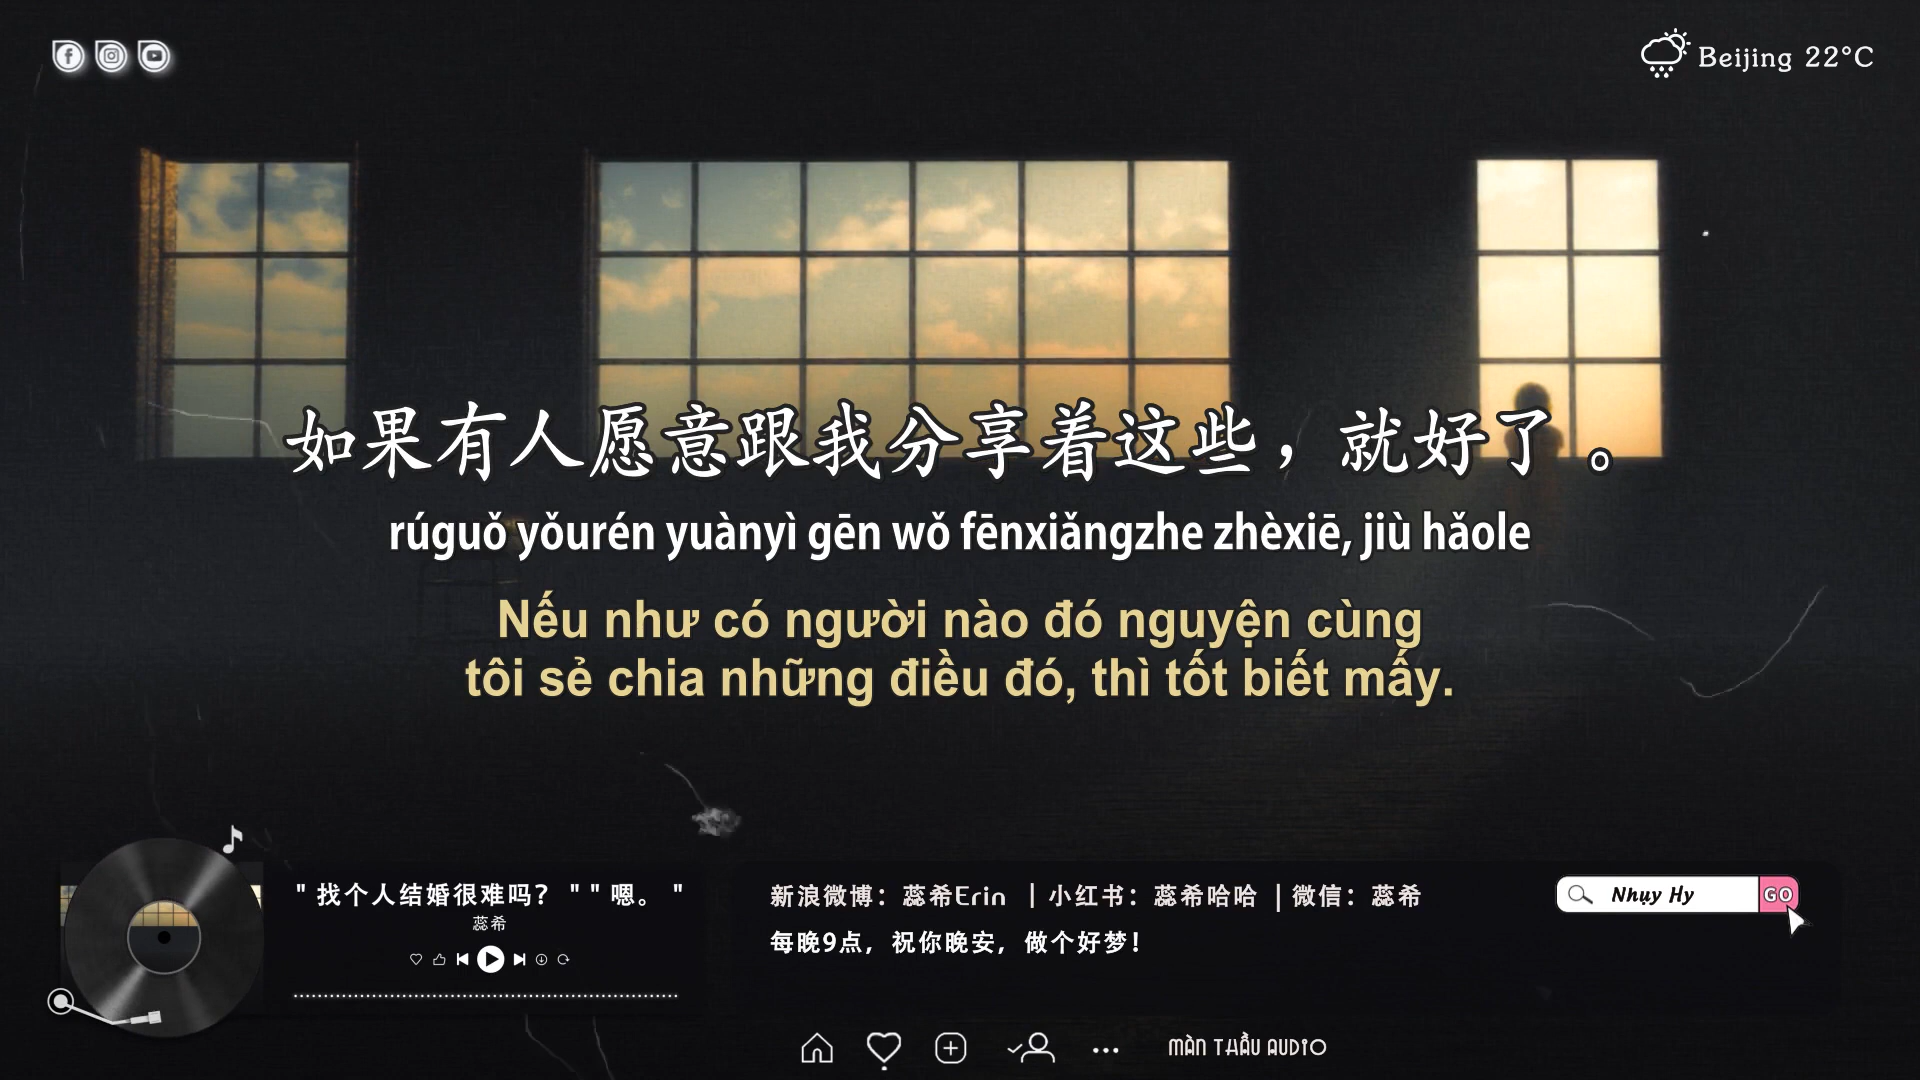 Beijing 22°C
如果有人愿意跟我分享着这些，就好了。
rúguǒ yǒurén yuànyì gēn wǒ fēnxiǎngzhe zhèxiē, jiù hǎole
Nếu như có người nào đó nguyện cùng
tôi sẻ chia những điều đó, thì tốt biết mấy.
"找个人结婚很难吗？""嗯。"
蕊希
新浪微博：蕊希Erin ｜小红书：蕊希哈哈 ｜微信：蕊希
每晚9点，祝你晚安，做个好梦！
Nhụy Hy
GO
MÀN THẦU AUDIO